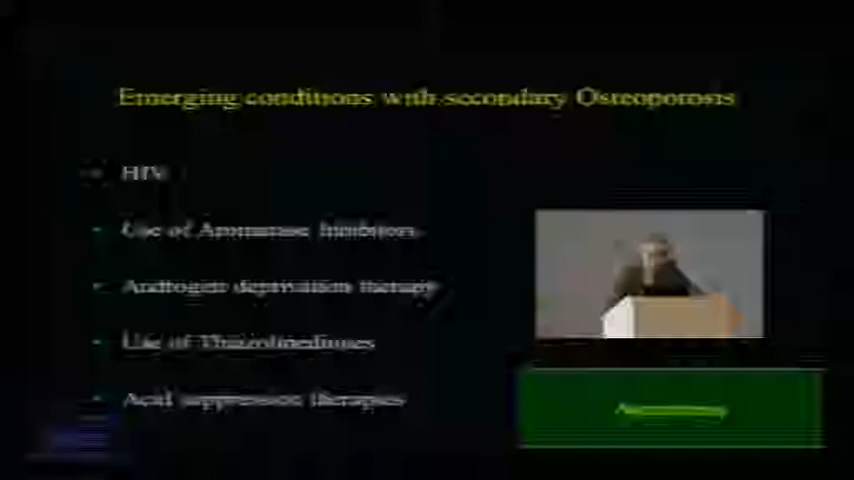 Emerging conditions with secondary Osteoporosis
HIV
Use of Aromatase Inhibitors
Androgen deprivation therapy
Use of Thiazolinediones
Acid suppression therapies